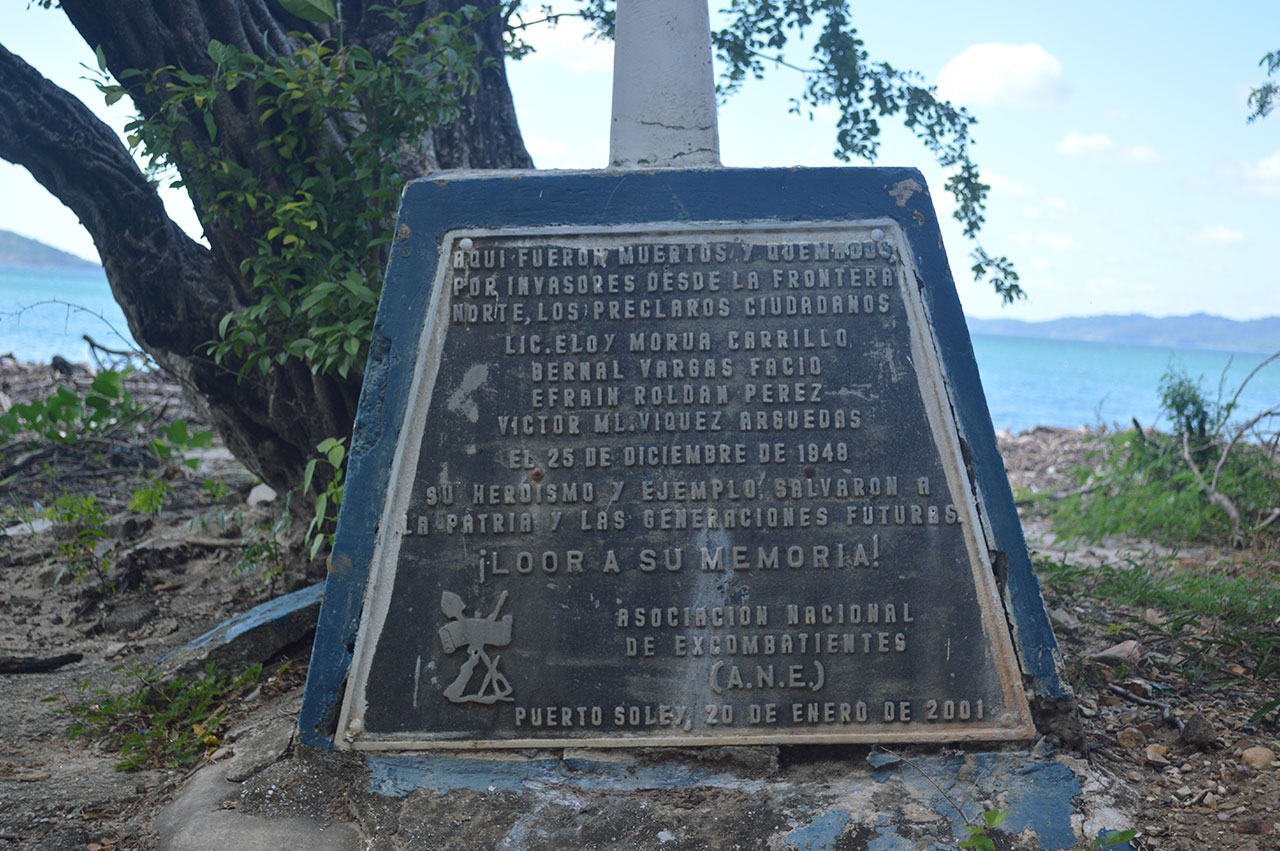 AQUI FUERON MUERTOS Y QUEMADOS,
POR INVASORES DESDE LA FRONTERA
NORTE, LOS PRECLAROS CIUDADANOS
LIC. ELOY MORUA CARRILLO
BERNAL VARGAS FACIO
EFRAIN ROLDAN PEREZ
VICTOR ML. VIQUEZ ARGUEDAS
EL 25 DE DICIEMBRE DE 1948
SU HEROISMO Y EJEMPLO SALVARON A
LA PATRIA Y LAS GENERACIONES FUTURAS.
¡LOOR A SU MEMORIA!
ASOCIACION NACIONAL
DE EXCOMBATIENTES
(A.N.E.)
PUERTO SOLEY, 20 DE ENERO DE 2001